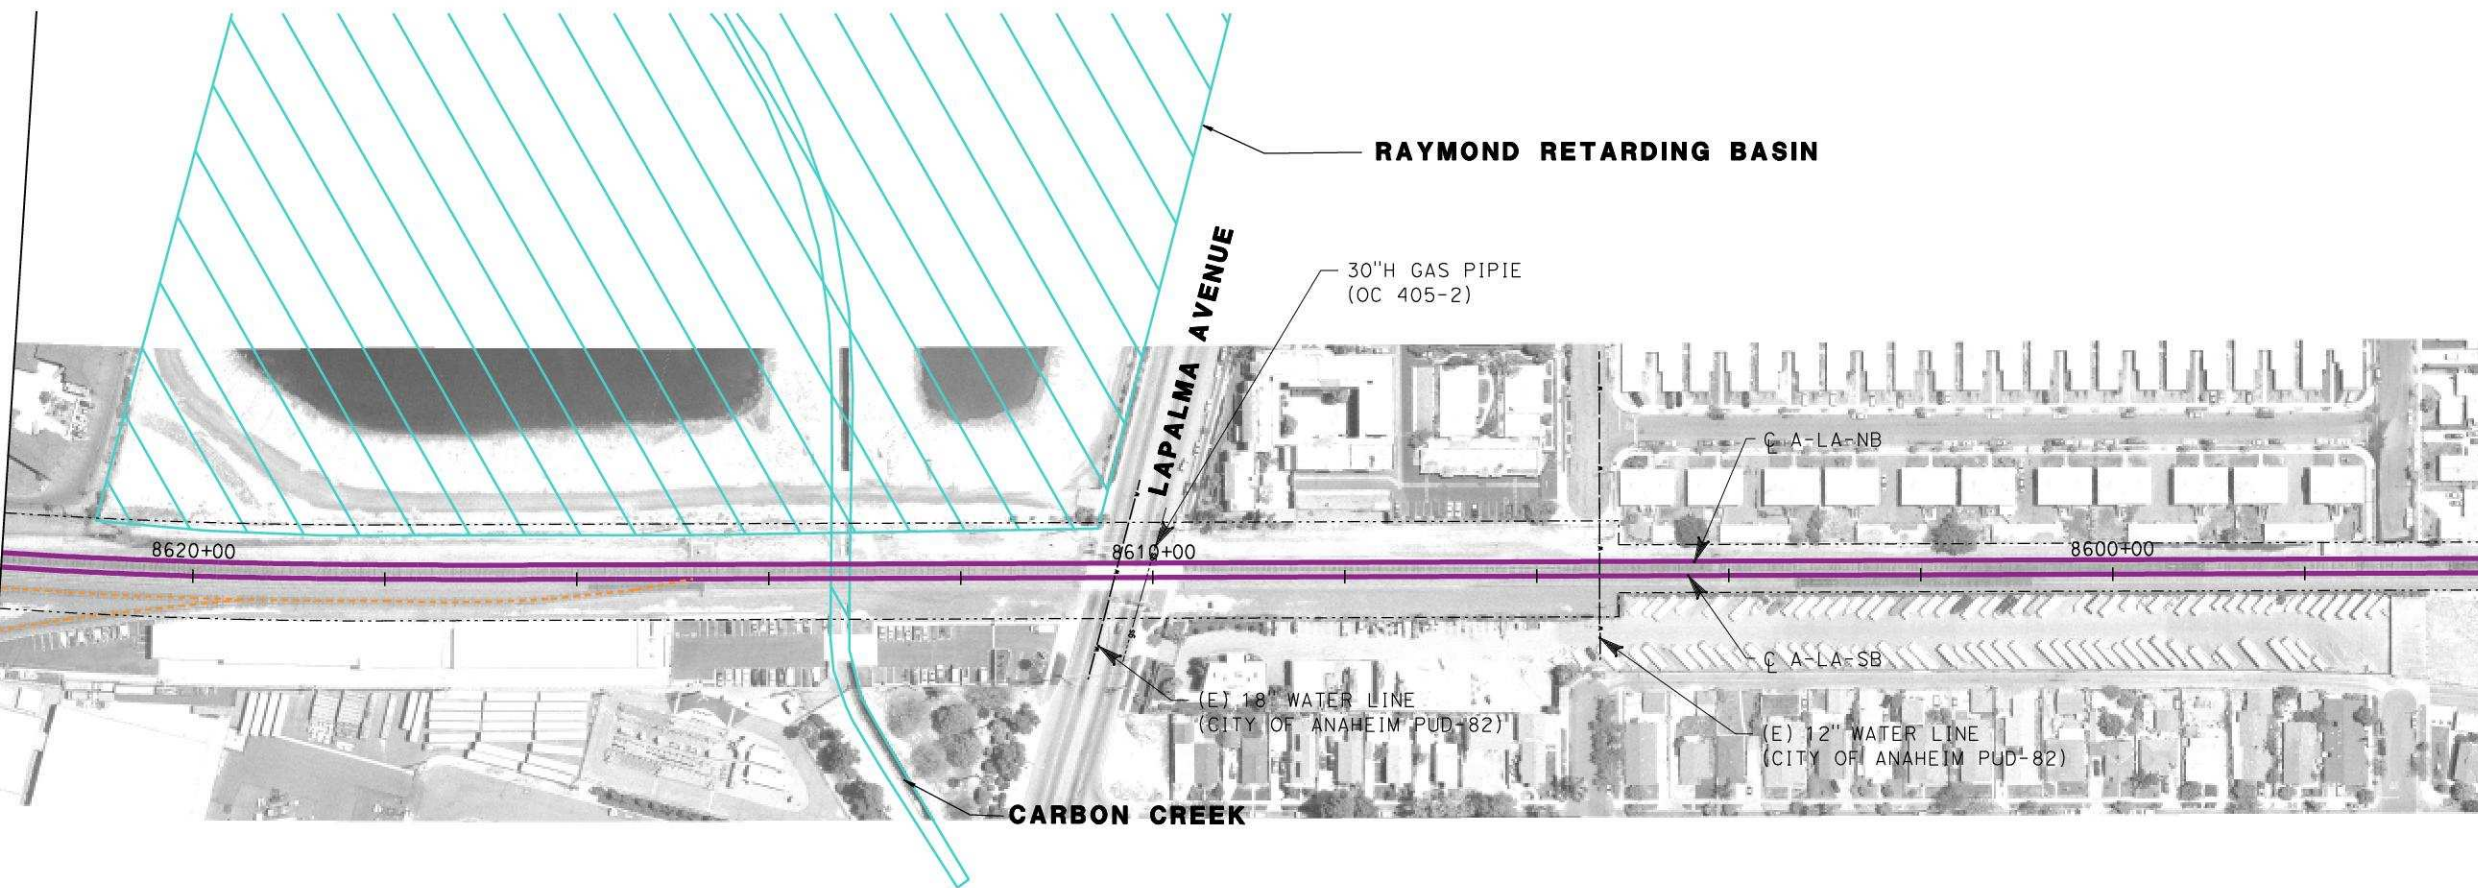 RAYMOND RETARDING BASIN
LAPALMA AVENUE
30"H GAS PIPIE
(OC 405-2)
℄ A-LA-NB
8620+00
8610+00
8600+00
℄ A-LA-SB
(E) 18" WATER LINE
(CITY OF ANAHEIM PUD-82)
(E) 12" WATER LINE
(CITY OF ANAHEIM PUD-82)
CARBON CREEK